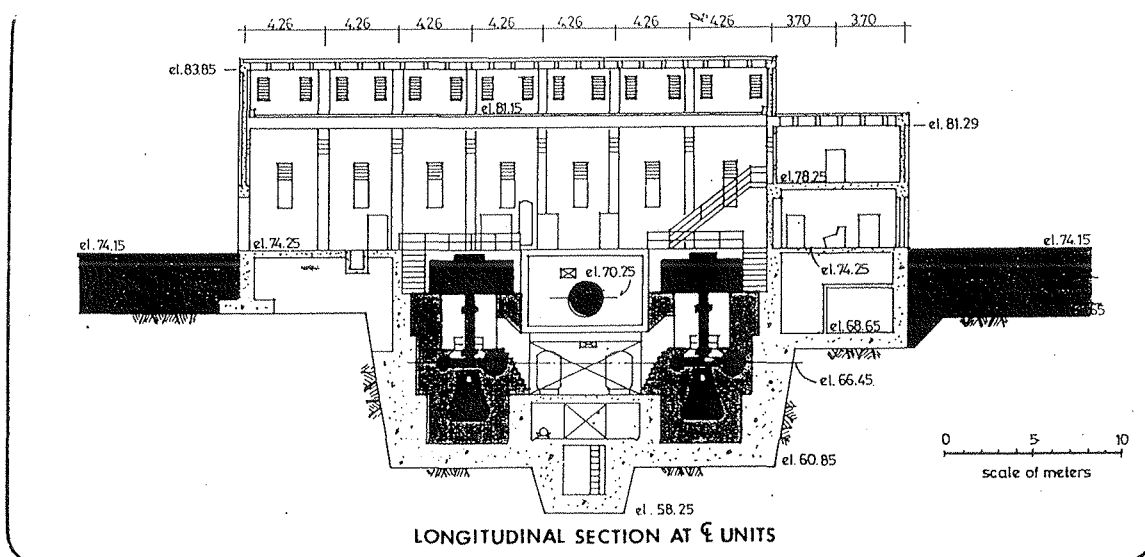 4.26 4.26 4.26 4.26 4.26 4.26 4.26 3.70 3.70
el.83.85
el.81.15
el.81.29
el.78.25
el.74.15 el.74.25 el.74.15
el.74.25
el.70.25
el.68.65
el.66.45
0 5 10
scale of meters
el.60.85
el.58.25
LONGITUDINAL SECTION AT ℄ UNITS